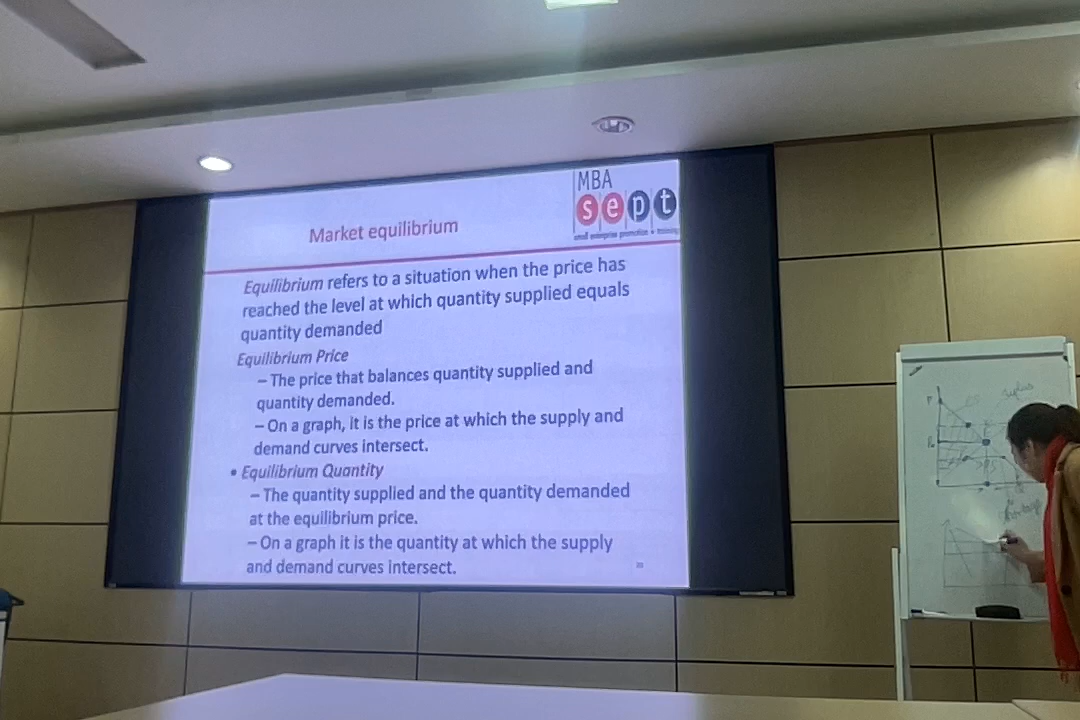 MBA
sept
small enterprise promotion + training
Market equilibrium
Equilibrium refers to a situation when the price has
reached the level at which quantity supplied equals
quantity demanded
Equilibrium Price
– The price that balances quantity supplied and
quantity demanded.
– On a graph, it is the price at which the supply and
demand curves intersect.
• Equilibrium Quantity
– The quantity supplied and the quantity demanded
at the equilibrium price.
– On a graph it is the quantity at which the supply
and demand curves intersect.
P